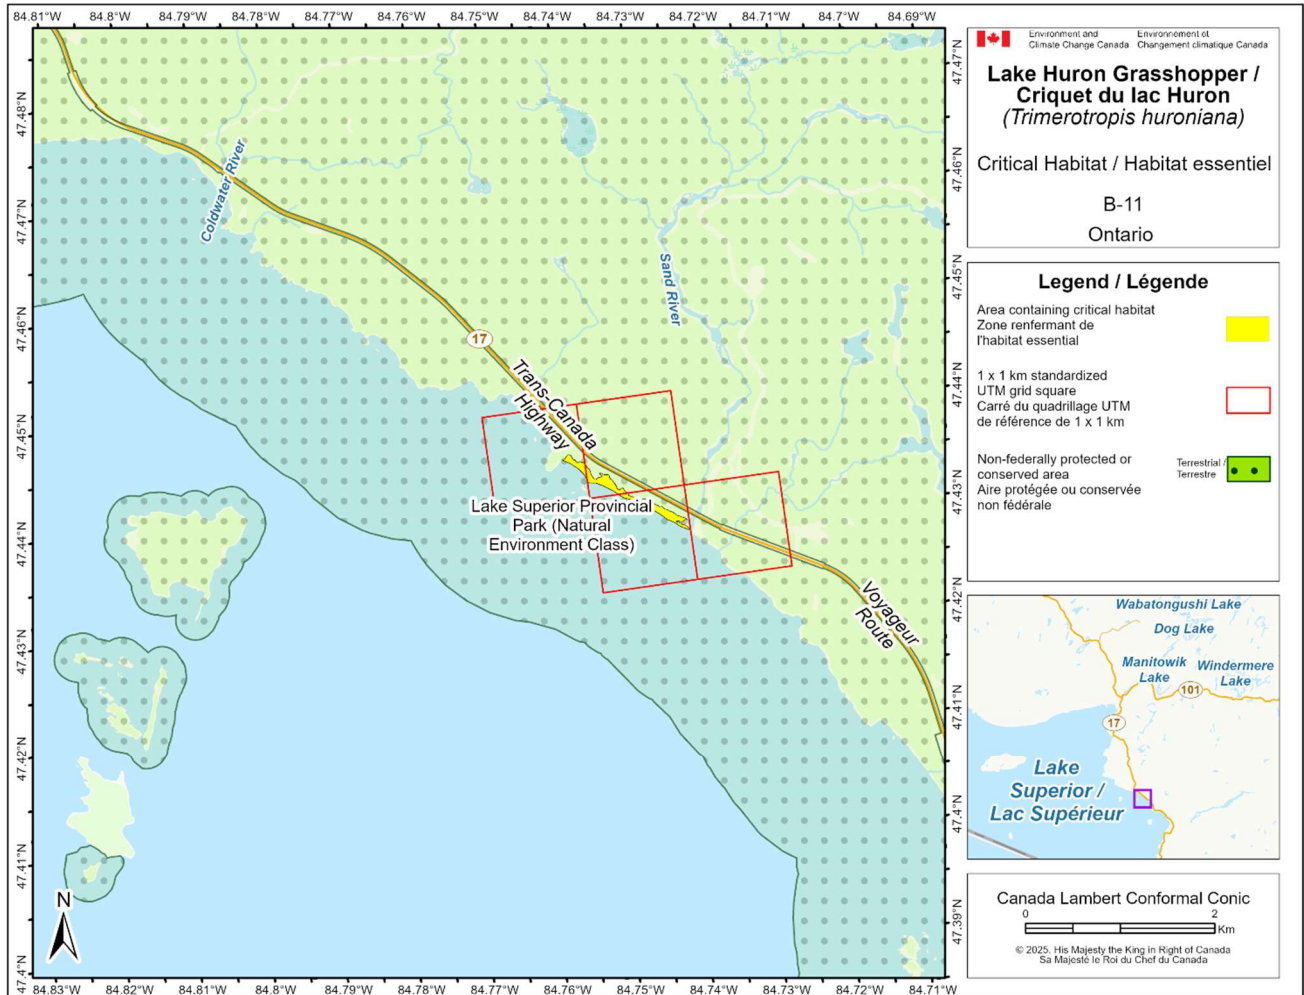 84.81°W 84.8°W 84.79°W 84.78°W 84.77°W 84.76°W 84.75°W 84.74°W 84.73°W 84.72°W 84.71°W 84.7°W 84.69°W
47.48°N
47.47°N
47.46°N
47.45°N
47.44°N
47.43°N
47.42°N
47.41°N
47.4°N
Coldwater River
Sand River
17
Trans-Canada
Highway
Lake Superior Provincial
Park (Natural
Environment Class)
Voyageur
Route
N
47.47°N
47.46°N
47.45°N
47.44°N
47.43°N
47.42°N
47.41°N
47.4°N
47.39°N
84.83°W 84.82°W 84.81°W 84.8°W 84.79°W 84.78°W 84.77°W 84.76°W 84.75°W 84.74°W 84.73°W 84.72°W 84.71°W
Environment and Environnement et
Climate Change Canada Changement climatique Canada
Lake Huron Grasshopper /
Criquet du lac Huron
(Trimerotropis huroniana)
Critical Habitat / Habitat essentiel
B-11
Ontario
Legend / Légende
Area containing critical habitat
Zone renfermant de
l'habitat essential
1 x 1 km standardized
UTM grid square
Carré du quadrillage UTM
de référence de 1 x 1 km
Non-federally protected or
conserved area
Aire protégée ou conservée
non fédérale
Terrestrial /
Terrestre
Wabatongushi Lake
Dog Lake
Manitowik
Lake
Windermere
Lake
101
17
Lake
Superior /
Lac Supérieur
Canada Lambert Conformal Conic
0 2
Km
© 2025. His Majesty the King in Right of Canada
Sa Majesté le Roi du Chef du Canada